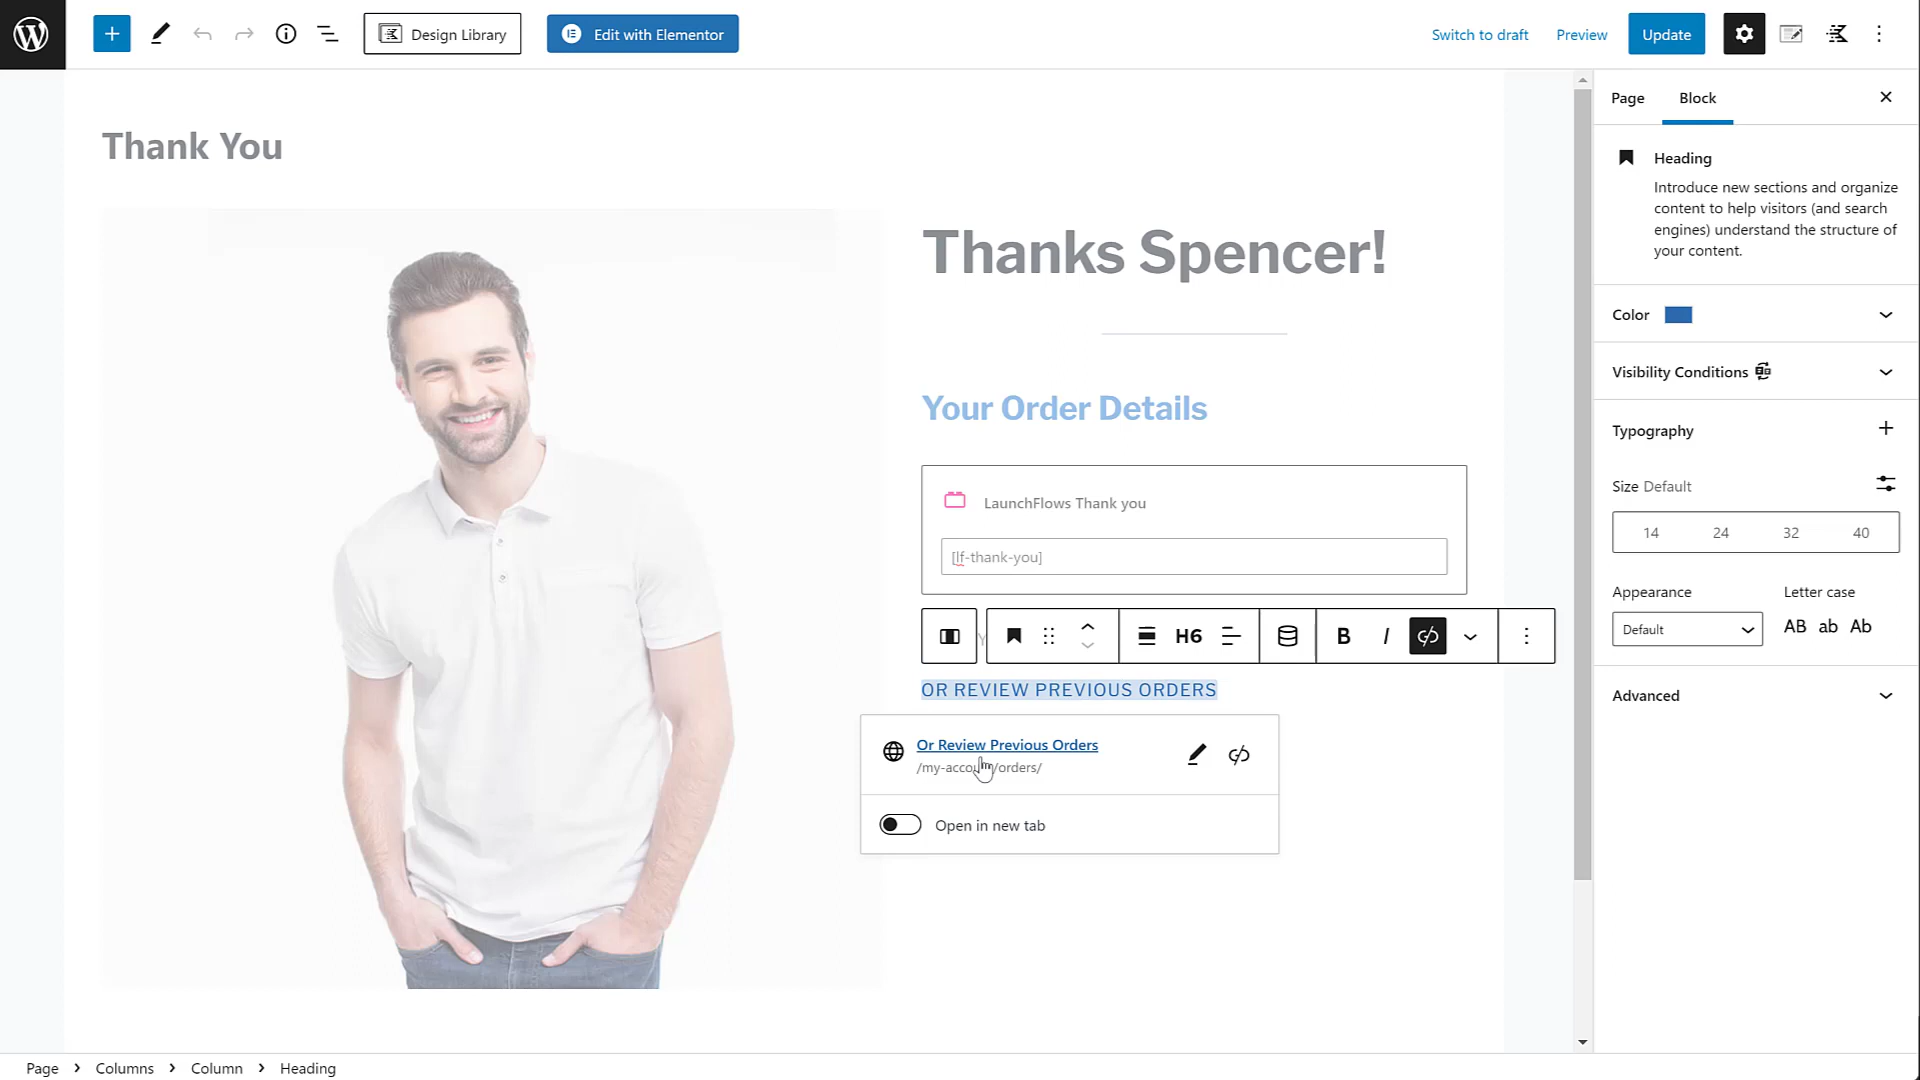 Design Library
Edit with Elementor
Switch to draft
Preview
Update
Thank You
Thanks Spencer!
Your Order Details
LaunchFlows Thank you
[lf-thank-you]
H6
B
I
OR REVIEW PREVIOUS ORDERS
Or Review Previous Orders
/my-account/orders/
Open in new tab
Page
Block
Heading
Introduce new sections and organize
content to help visitors (and search
engines) understand the structure of
your content.
Color
Visibility Conditions
Typography
Size Default
14 24 32 40
Appearance
Letter case
Default
AB ab Ab
Advanced
Page > Columns > Column > Heading